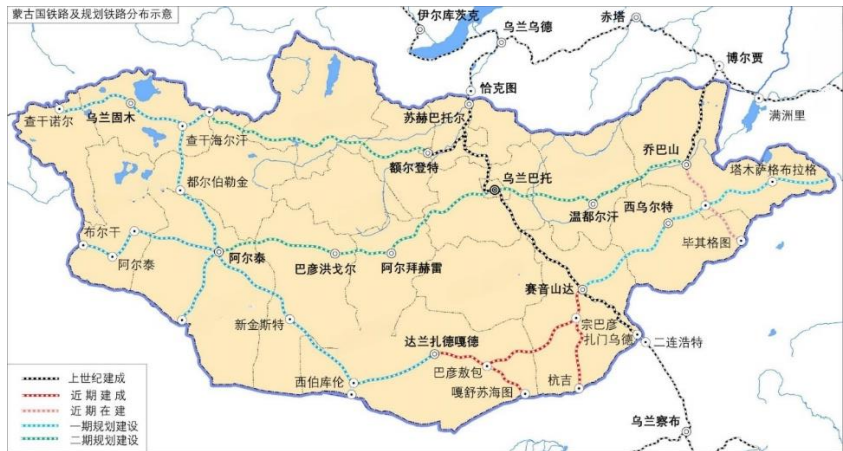 蒙古国铁路及规划铁路分布示意
伊尔库茨克
乌兰乌德
赤塔
博尔贾
恰克图
满洲里
苏赫巴托尔
查干诺尔
乌兰固木
查干海尔汗
额尔登特
乔巴山
塔木萨格布拉格
都尔伯勒金
乌兰巴托
温都尔汗
西乌尔特
布尔干
阿尔泰
阿尔泰
巴彦洪戈尔
阿尔拜赫雷
毕其格图
赛音山达
新金斯特
宗巴彦
扎门乌德
二连浩特
达兰扎德嘎德
巴彦敖包
西伯库伦
嘎舒苏海图
杭吉
乌兰察布
上世纪建成
近期建成
近期在建
一期规划建设
二期规划建设